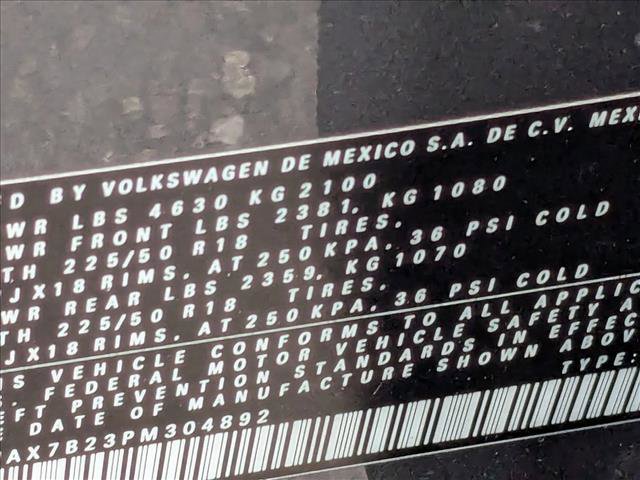 D BY VOLKSWAGEN DE MEXICO S.A. DE C.V. MEXI
WR LBS 4630 KG 2100
WR FRONT LBS 2381. KG 1080
TH 225/50 R18 TIRES.
JX18 RIMS. AT 250 KPA. 36 PSI COLD
WR REAR LBS 2359. KG 1070
TH 225/50 R18 TIRES.
JX18 RIMS. AT 250 KPA. 36 PSI COLD
S VEHICLE CONFORMS TO ALL APPLIC
. FEDERAL MOTOR VEHICLE SAFETY A
EFT PREVENTION STANDARDS IN EFFEC
E DATE OF MANUFACTURE SHOWN ABOV
AX7B23PM304892 TYPE: